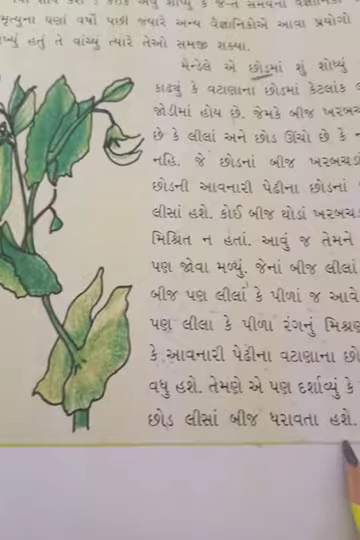 શોધ્યું કે જનત સમયના વૈજ્ઞાનિકો
મૃત્યુના ઘણાં વર્ષો પાછી જ્યારે અન્ય વૈજ્ઞાનિકોએ આવા પ્રયોગો
હતું તે વાંચ્યું ત્યારે તેઓ સમજી શક્યા.
મૅન્ડેલે એ છોડમાં શું શોધ્યું
કાઢ્યું કે વટાણાના છોડમાં કેટલાંક
જોડીમાં હોય છે. જેમકે બીજ ખરબચ
છે કે લીલાં અને છોડ ઊંચો છે કે
નહિ. જે છોડનાં બીજ ખરબચડ
છોડની આવનારી પેઢીના છોડનાં
લીસાં હશે. કોઈ બીજ થોડાં ખરબચ
મિશ્રિત ન હતાં. આવું જ તેમને
પણ જોવા મળ્યું. જેનાં બીજ લીલાં
બીજ પણ લીલાં કે પીળાં જ આવે
પણ લીલા કે પીળા રંગનું મિશ્રણ
કે આવનારી પેઢીના વટાણાના છો
વધુ હશે. તેમણે એ પણ દર્શાવ્યું કે
છોડ લીસાં બીજ ધરાવતા હશે.